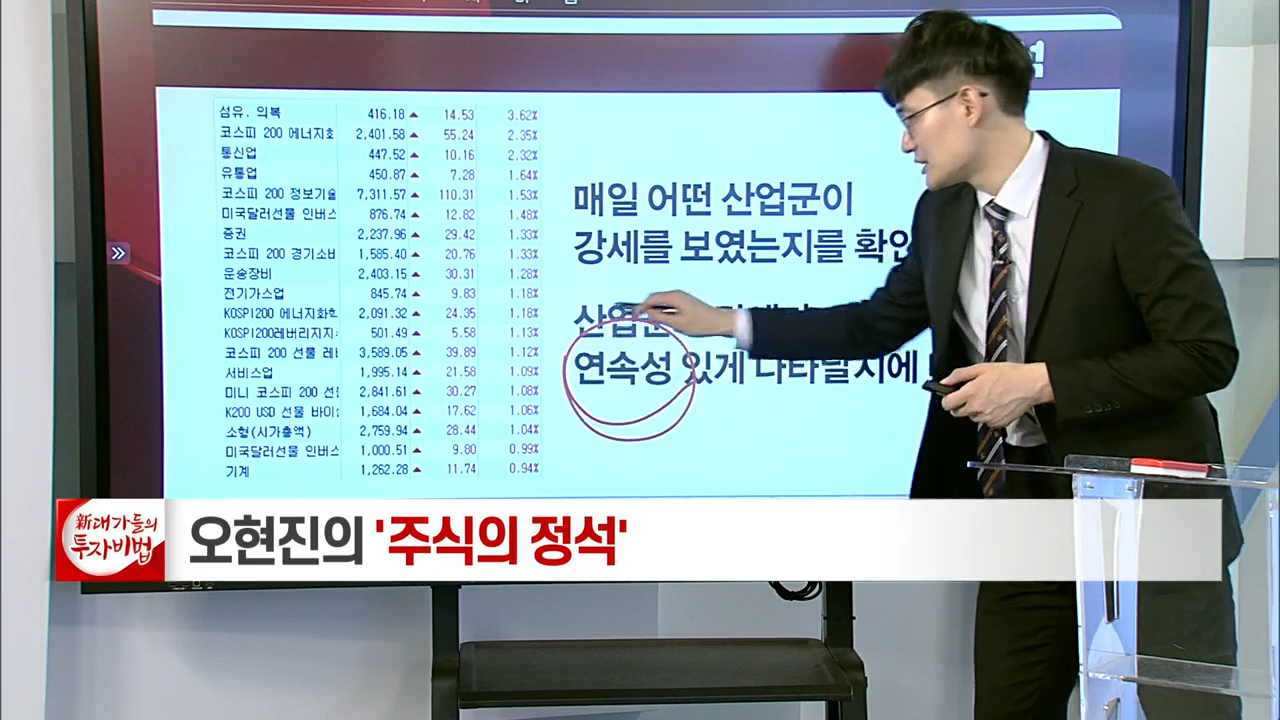 섬유. 의복 416.18 ▲ 14.53 3.62%
코스피 200 에너지화 2,401.58 ▲ 55.24 2.35%
통신업 447.52 ▲ 10.16 2.32%
유통업 450.87 ▲ 7.28 1.64%
코스피 200 정보기술 7,311.57 ▲ 110.31 1.53%
미국달러선물 인버스 876.74 ▲ 12.82 1.48%
증권 2,237.96 ▲ 29.42 1.33%
코스피 200 경기소비 1,585.40 ▲ 20.76 1.33%
운송장비 2,403.15 ▲ 30.31 1.28%
전기가스업 845.74 ▲ 9.83 1.18%
KOSPI200 에너지화학 2,091.32 ▲ 24.35 1.18%
KOSPI200레버리지지수 501.49 ▲ 5.58 1.13%
코스피 200 선물 레버 3,589.05 ▲ 39.89 1.12%
서비스업 1,995.14 ▲ 21.58 1.09%
미니 코스피 200 선물 2,841.61 ▲ 30.27 1.08%
K200 USD 선물 바이셀 1,684.04 ▲ 17.62 1.06%
소형(시가총액) 2,759.94 ▲ 28.44 1.04%
미국달러선물 인버스 1,000.51 ▲ 9.80 0.99%
기계 1,262.28 ▲ 11.74 0.94%
매일 어떤 산업군이
강세를 보였는지를 확인
연속성 있게 나타날지에
新대가들의
투자비법
오현진의 '주식의 정석'